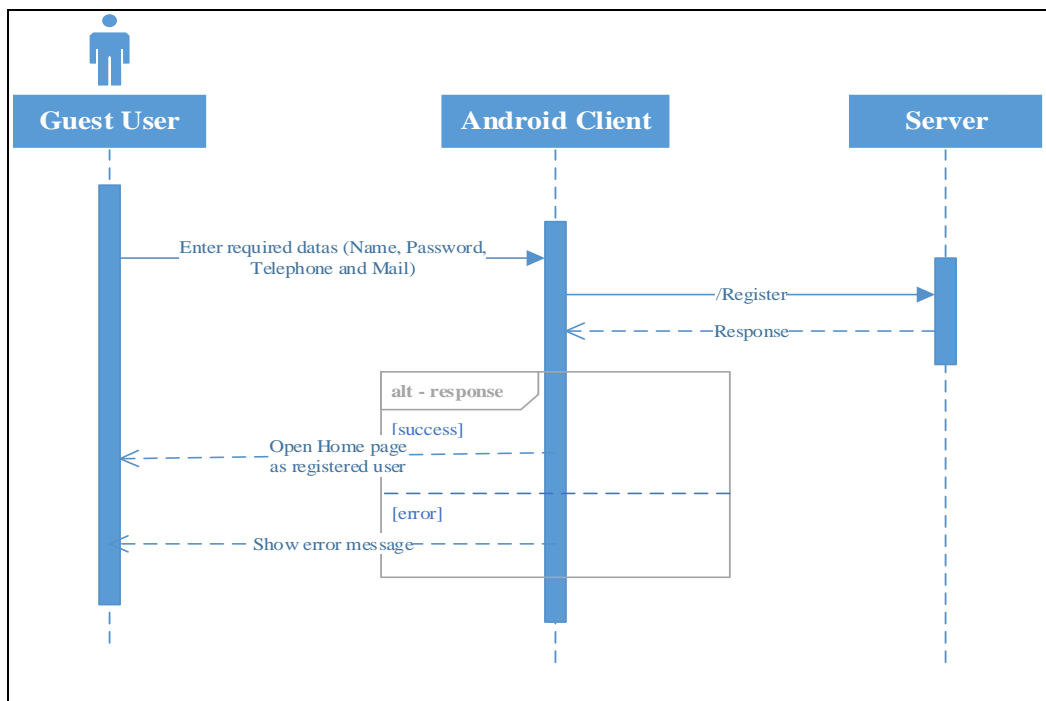 Guest User
Android Client
Server
Enter required datas (Name, Password,
Telephone and Mail)
/Register
Response
alt - response
[success]
Open Home page
as registered user
[error]
Show error message